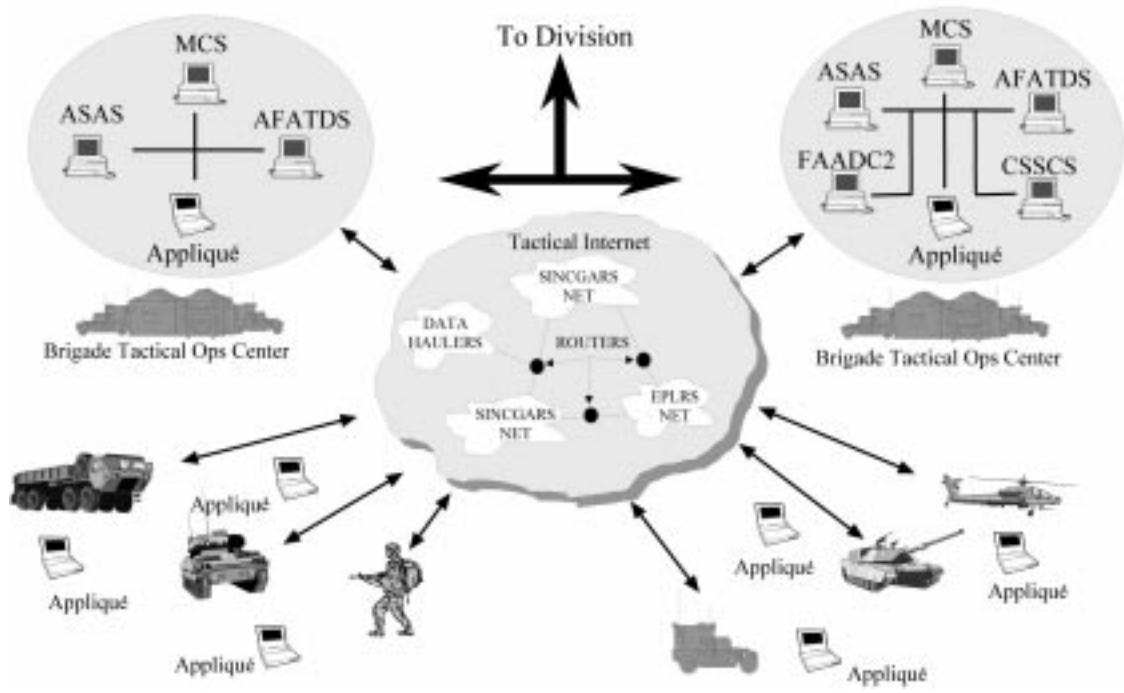 MCS
ASAS
AFATDS
Appliqué
Brigade Tactical Ops Center
To Division
MCS
ASAS
AFATDS
FAADC2
CSSCS
Appliqué
Brigade Tactical Ops Center
Tactical Internet
SINCGARS
NET
DATA
HAULERS
ROUTERS
SINCGARS
NET
EPLRS
NET
Appliqué
Appliqué
Appliqué
Appliqué
Appliqué
Appliqué